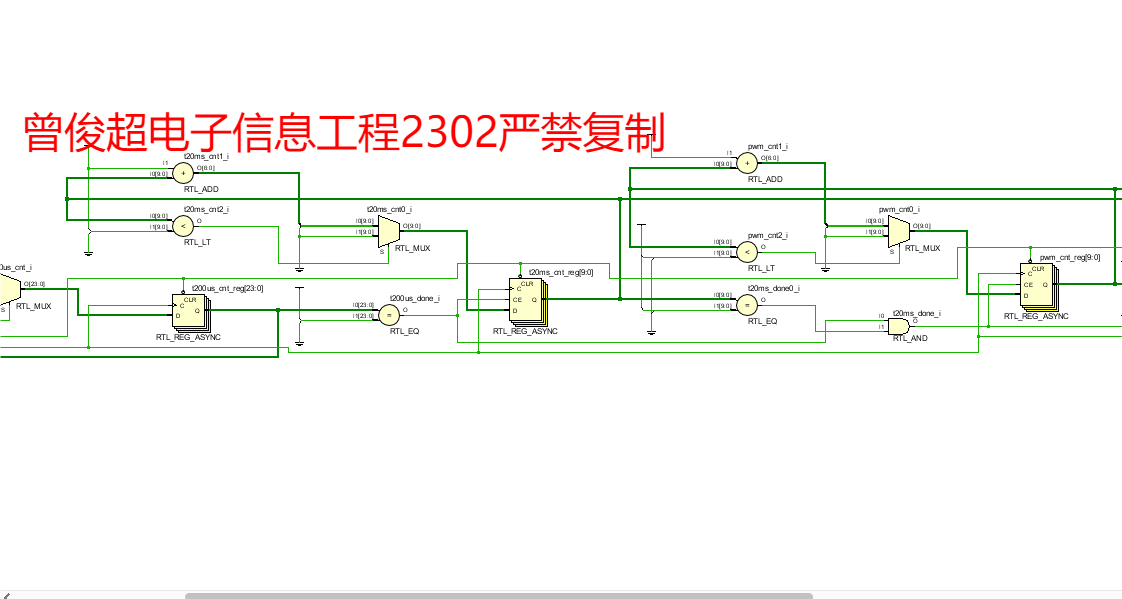 曾俊超电子信息工程2302严禁复制
t20ms_cnt1_i
I1
I0[9:0]
O[6:0]
+
RTL_ADD
t20ms_cnt2_i
I0[9:0]
I1[9:0]
O
<
RTL_LT
t20ms_cnt0_i
I0[9:0]
I1[9:0]
O[9:0]
S
RTL_MUX
0us_cnt_i
O[23:0]
S
RTL_MUX
t200us_cnt_reg[23:0]
CLR
C
D
Q
RTL_REG_ASYNC
t200us_done_i
I0[23:0]
I1[23:0]
O
=
RTL_EQ
t20ms_cnt_reg[9:0]
CLR
C
CE
D
Q
RTL_REG_ASYNC
pwm_cnt1_i
I1
I0[9:0]
O[6:0]
+
RTL_ADD
pwm_cnt2_i
I0[9:0]
I1[9:0]
O
<
RTL_LT
t20ms_done0_i
I0[9:0]
I1[9:0]
O
=
RTL_EQ
pwm_cnt0_i
I0[9:0]
I1[9:0]
O[9:0]
S
RTL_MUX
t20ms_done_i
I0
I1
O
RTL_AND
pwm_cnt_reg[9:0]
CLR
C
CE
D
Q
RTL_REG_ASYNC